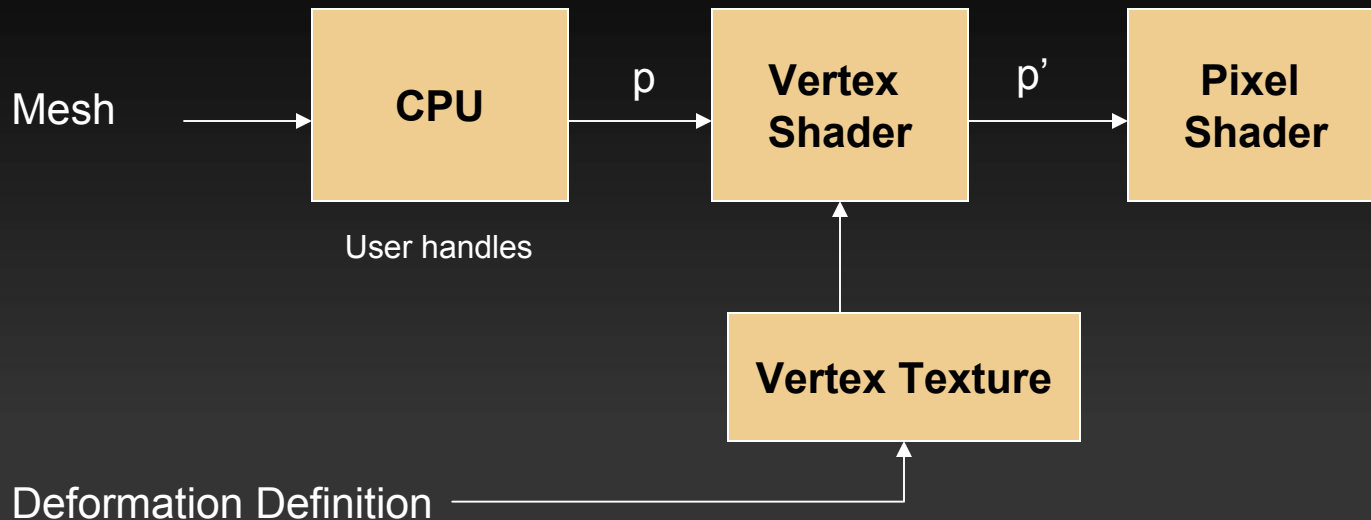 Mesh
CPU
p
Vertex
Shader
p’
Pixel
Shader
User handles
Vertex Texture
Deformation Definition